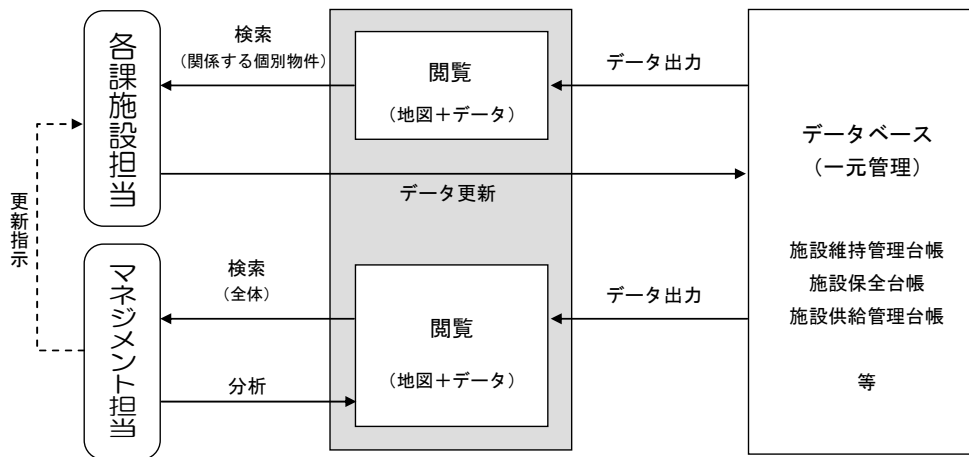 各課施設担当
検索
（関係する個別物件）
閲覧
（地図＋データ）
データ出力
データ更新
データベース
（一元管理）
施設維持管理台帳
施設保全台帳
施設供給管理台帳
等
更新指示
マネジメント担当
検索
（全体）
分析
閲覧
（地図＋データ）
データ出力